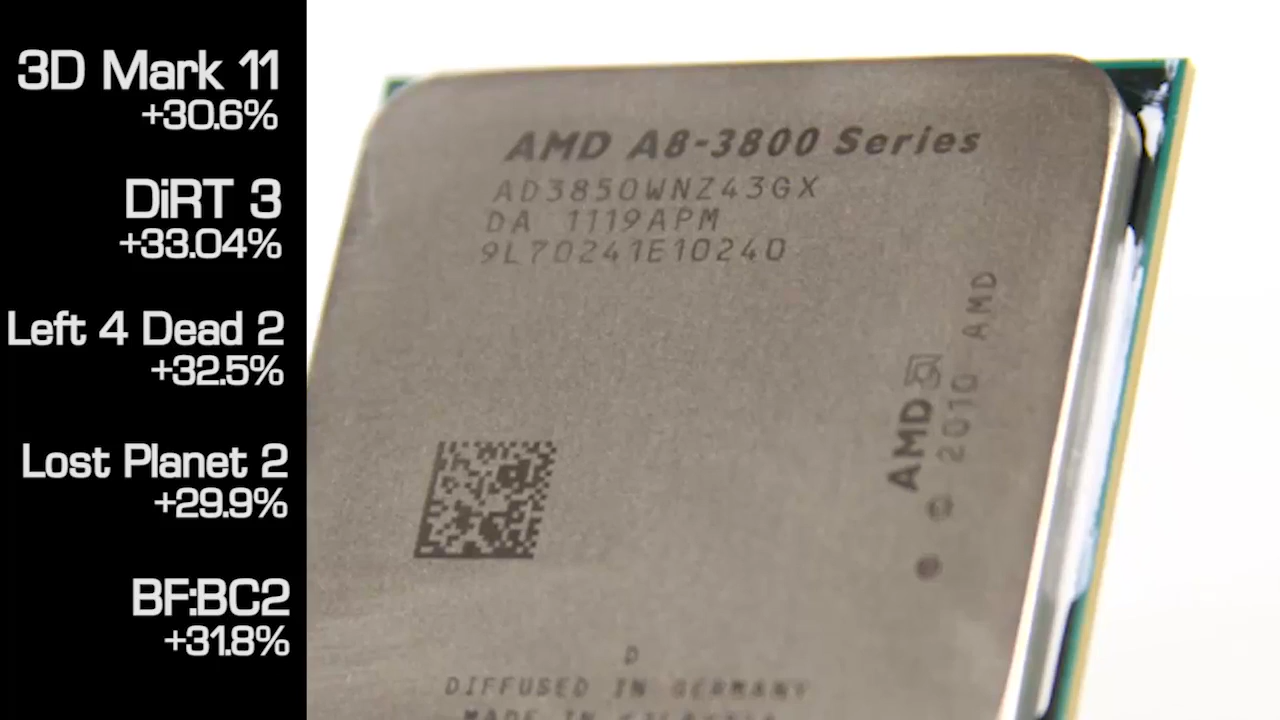 3D Mark 11
+30.6%
DiRT 3
+33.04%
Left 4 Dead 2
+32.5%
Lost Planet 2
+29.9%
BF:BC2
+31.8%
AMD A8-3800 Series
AD3850WNZ43GX
DA 1119APM
9L70241E10240
AMD
© 2010 AMD
D
DIFFUSED IN GERMANY
MADE IN